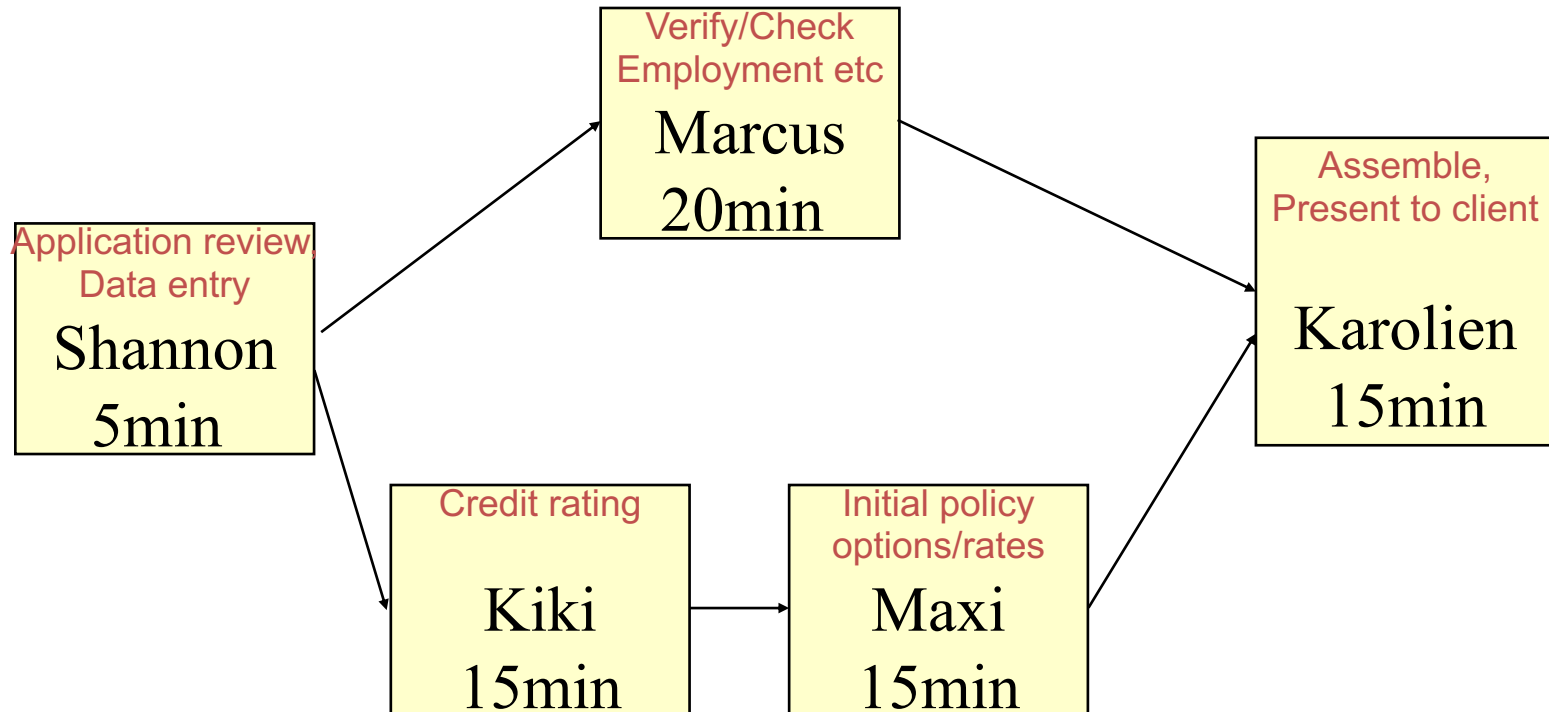 Application review,
Data entry
Shannon
5min
Verify/Check
Employment etc
Marcus
20min
Credit rating
Kiki
15min
Initial policy
options/rates
Maxi
15min
Assemble,
Present to client
Karolien
15min